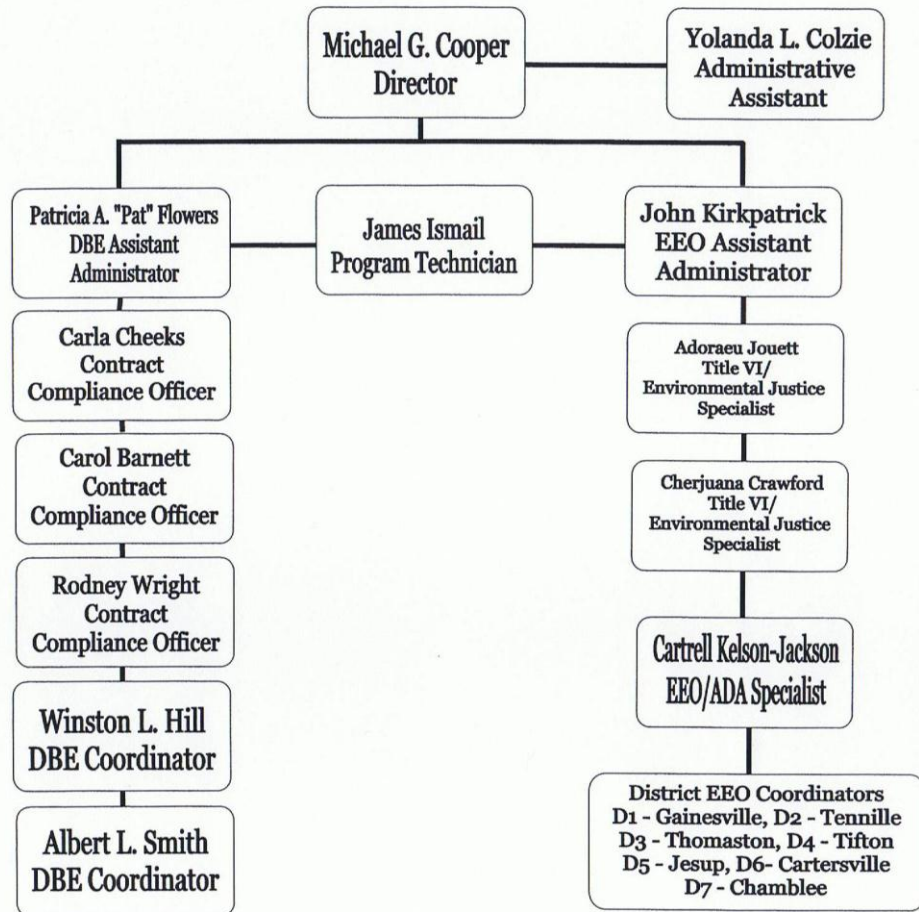 Michael G. Cooper
Director
Yolanda L. Colzie
Administrative
Assistant
Patricia A. "Pat" Flowers
DBE Assistant
Administrator
James Ismail
Program Technician
John Kirkpatrick
EEO Assistant
Administrator
Carla Cheeks
Contract
Compliance Officer
Carol Barnett
Contract
Compliance Officer
Rodney Wright
Contract
Compliance Officer
Winston L. Hill
DBE Coordinator
Albert L. Smith
DBE Coordinator
Adoraeu Jouett
Title VI/
Environmental Justice
Specialist
Cherjuana Crawford
Title VI/
Environmental Justice
Specialist
Cartrell Kelson-Jackson
EEO/ADA Specialist
District EEO Coordinators
D1 - Gainesville, D2 - Tennille
D3 - Thomaston, D4 - Tifton
D5 - Jesup, D6- Cartersville
D7 - Chamblee